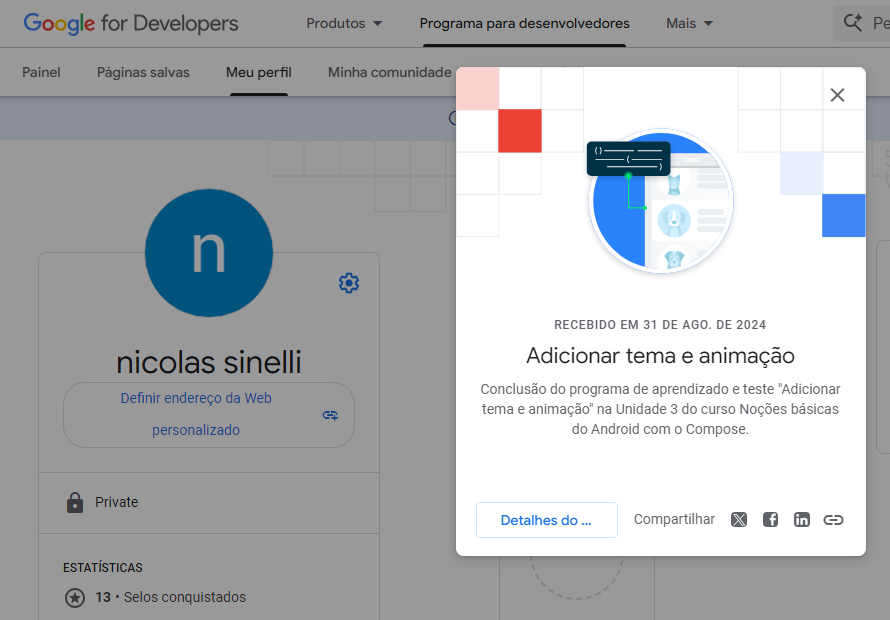 Google for Developers
Produtos
Programa para desenvolvedores
Mais
Pe
Painel
Páginas salvas
Meu perfil
Minha comunidade
n
nicolas sinelli
Definir endereço da Web
personalizado
Private
ESTATÍSTICAS
13 • Selos conquistados
RECEBIDO EM 31 DE AGO. DE 2024
Adicionar tema e animação
Conclusão do programa de aprendizado e teste "Adicionar
tema e animação" na Unidade 3 do curso Noções básicas
do Android com o Compose.
Detalhes do ...
Compartilhar